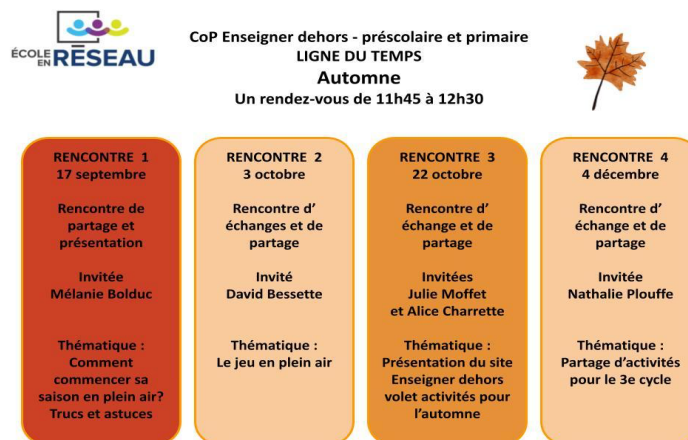 ÉCOLE
EN RÉSEAU
CoP Enseigner dehors - préscolaire et primaire
LIGNE DU TEMPS
Automne
Un rendez-vous de 11h45 à 12h30
RENCONTRE 1
17 septembre
Rencontre de
partage et
présentation
Invitée
Mélanie Bolduc
Thématique :
Comment
commencer sa
saison en plein air?
Trucs et astuces
RENCONTRE 2
3 octobre
Rencontre d'
échanges et de
partage
Invité
David Bessette
Thématique :
Le jeu en plein air
RENCONTRE 3
22 octobre
Rencontre d'
échange et de
partage
Invitées
Julie Moffet
et Alice Charrette
Thématique :
Présentation du site
Enseigner dehors
volet activités pour
l'automne
RENCONTRE 4
4 décembre
Rencontre d'
échange et de
partage
Invitée
Nathalie Plouffe
Thématique :
Partage d'activités
pour le 3e cycle